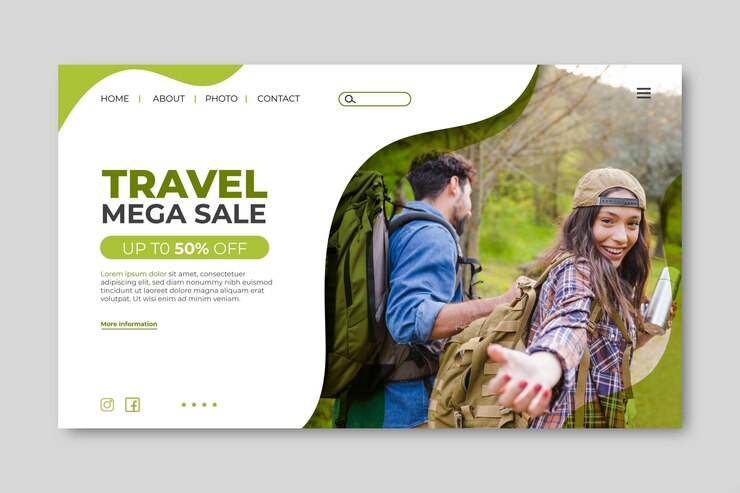 HOME | ABOUT | PHOTO | CONTACT
TRAVEL
MEGA SALE
UP T0 50% OFF
Lorem ipsum dolor sit amet, consectetuer
adipiscing elit, sed diam nonummy nibh euismod
tincidunt ut laoreet dolore magna aliquam erat
volutpat. Ut wisi enim ad minim veniam.
More information